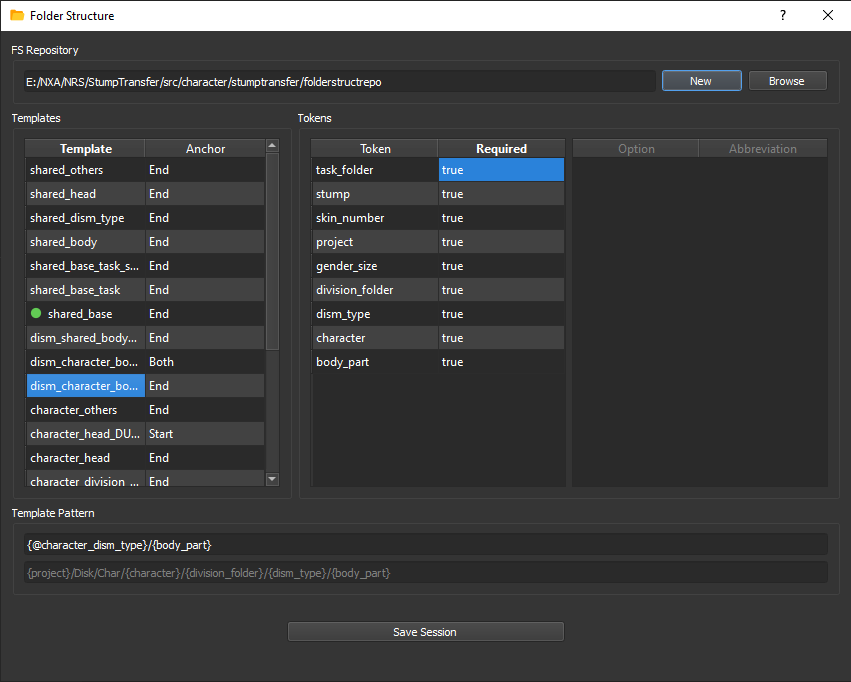 Folder Structure ?
FS Repository
E:/NXA/NRS/StumpTransfer/src/character/stumptransfer/folderstructrepo New Browse
Templates Tokens
Template Anchor Token Required Option Abbreviation
shared_others End task_folder true
shared_head End stump true
shared_dism_type End skin_number true
shared_body End project true
shared_base_task_s... End gender_size true
shared_base_task End division_folder true
shared_base End dism_type true
dism_shared_body... End character true
dism_character_bo... Both body_part true
dism_character_bo... End
character_others End
character_head_DU... Start
character_head End
character_division_... End
Template Pattern
{@character_dism_type}/{body_part}
{project}/Disk/Char/{character}/{division_folder}/{dism_type}/{body_part}
Save Session